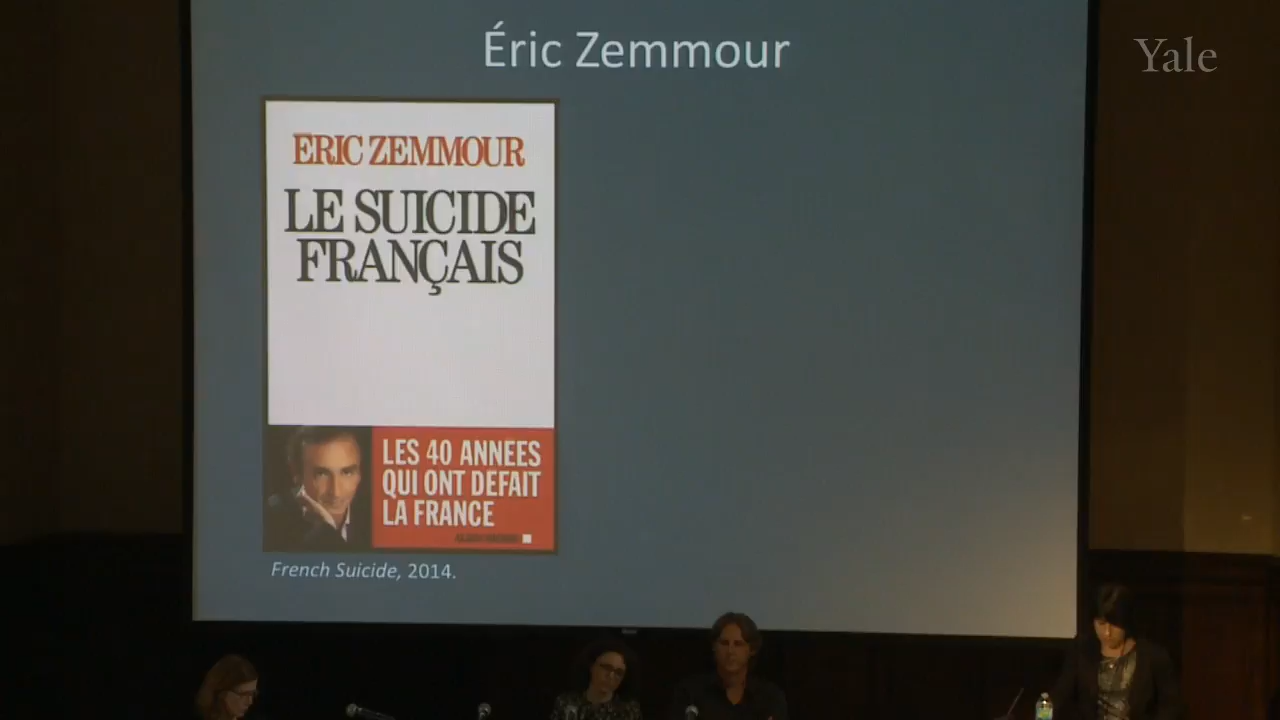 Éric Zemmour
Yale
ERIC ZEMMOUR
LE SUICIDE
FRANÇAIS
LES 40 ANNEES
QUI ONT DEFAIT
LA FRANCE
French Suicide, 2014.